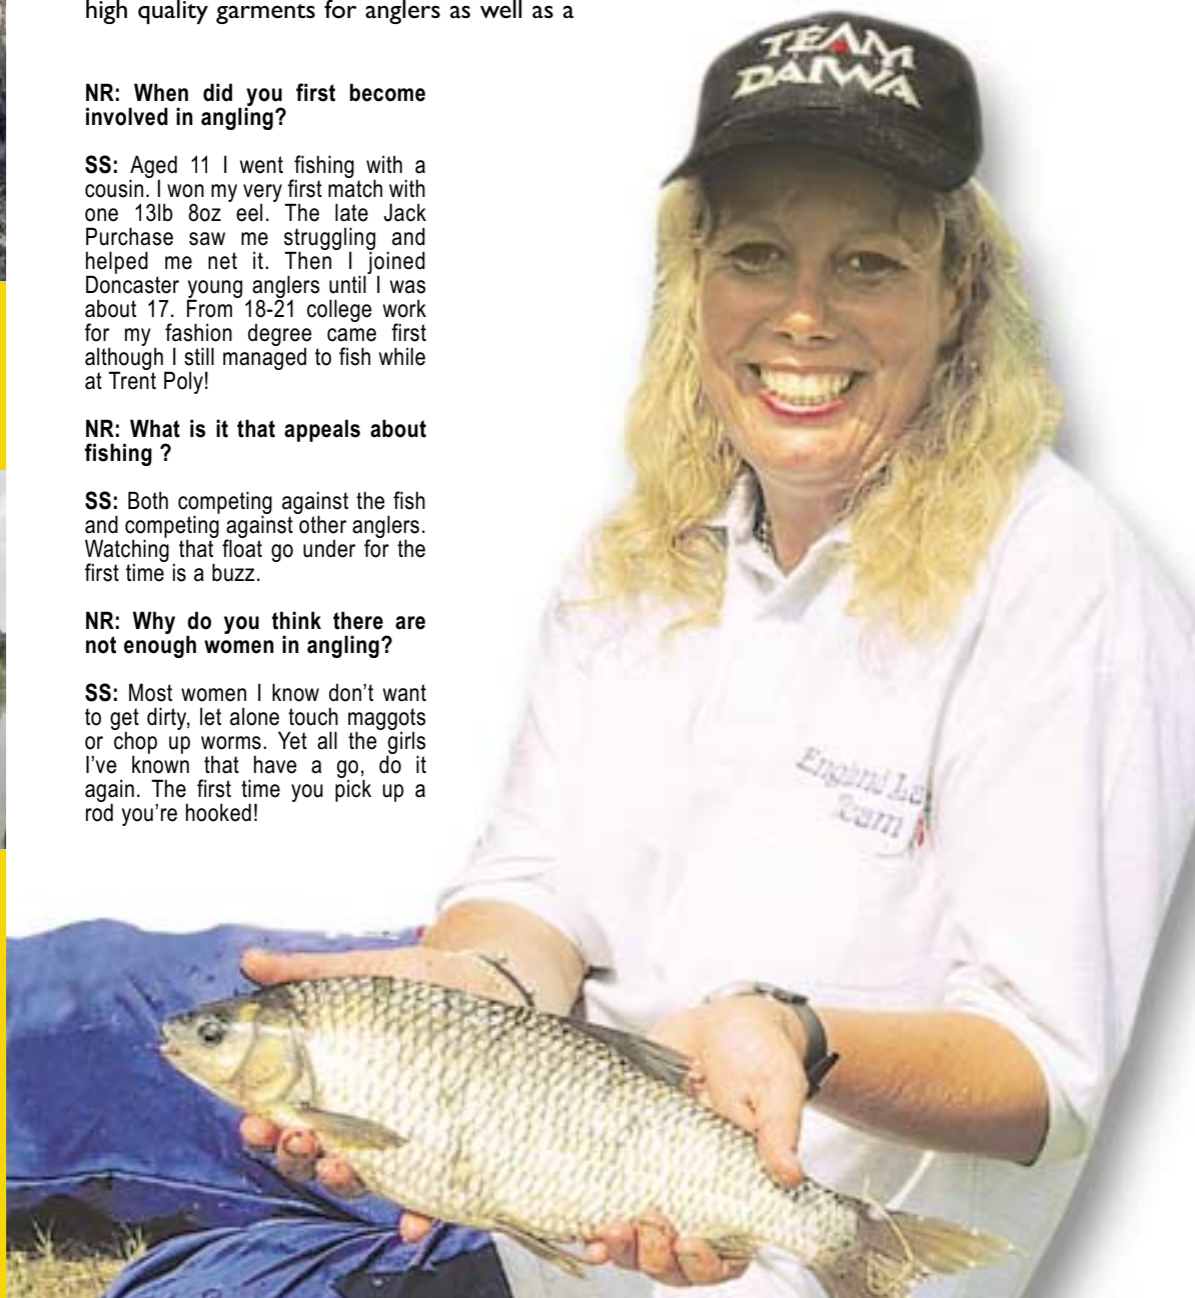 high quality garments for anglers as well as a
NR: When did you first become
involved in angling?
SS: Aged 11 I went fishing with a
cousin. I won my very first match with
one 13lb 8oz eel. The late Jack
Purchase saw me struggling and
helped me net it. Then I joined
Doncaster young anglers until I was
about 17. From 18-21 college work
for my fashion degree came first
although I still managed to fish while
at Trent Poly!
NR: What is it that appeals about
fishing ?
SS: Both competing against the fish
and competing against other anglers.
Watching that float go under for the
first time is a buzz.
NR: Why do you think there are
not enough women in angling?
SS: Most women I know don't want
to get dirty, let alone touch maggots
or chop up worms. Yet all the girls
I've known that have a go, do it
again. The first time you pick up a
rod you're hooked!
TEAM
DAIWA
England
Team